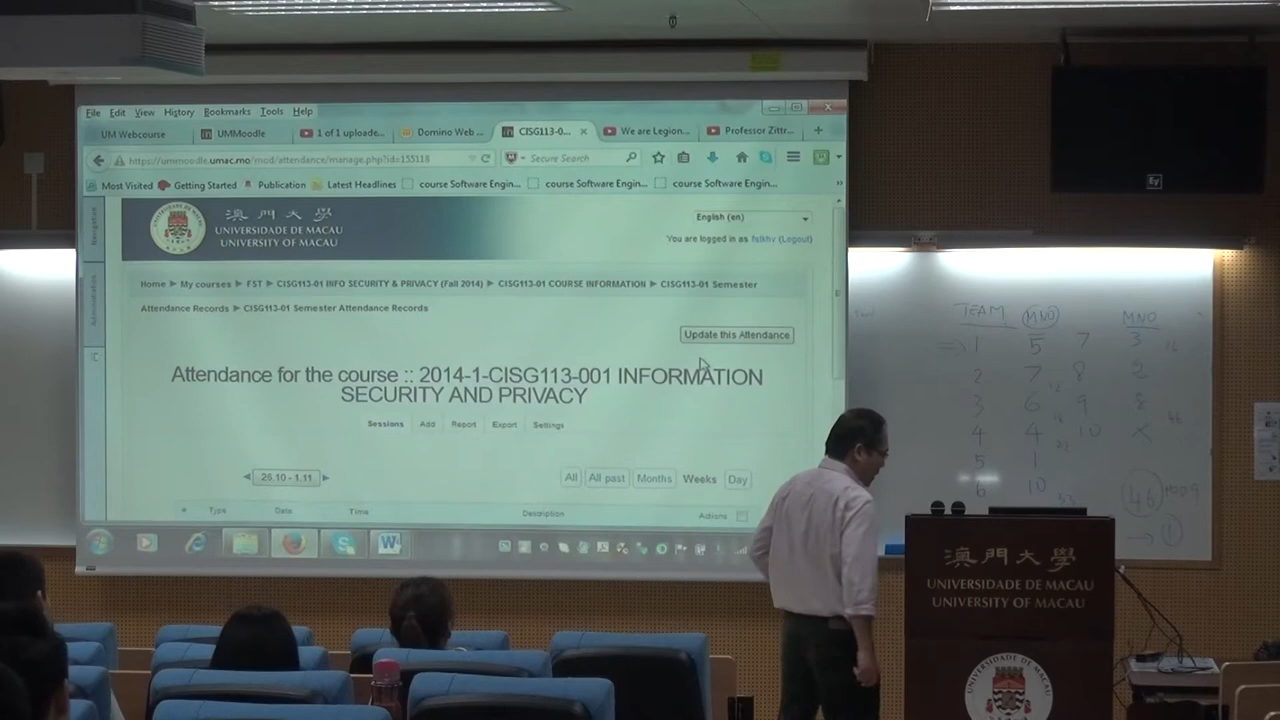 File Edit View History Bookmarks Tools Help
UM Webcourse UMMoodle 1 of 1 uploade... Domino Web ... CISG113-0... We are Legion... Professor Zittr...
https://ummoodle.umac.mo/mod/attendance/manage.php?id=155118 Secure Search
Most Visited Getting Started Publication Latest Headlines course Software Engin... course Software Engin... course Software Engin...
Navigation
Administration
澳門大學
UNIVERSIDADE DE MACAU
UNIVERSITY OF MACAU
English (en)
You are logged in as fstkhy (Logout)
Home ► My courses ► FST ► CISG113-01 INFO SECURITY & PRIVACY (Fall 2014) ► CISG113-01 COURSE INFORMATION ► CISG113-01 Semester
Attendance Records ► CISG113-01 Semester Attendance Records
Update this Attendance
Attendance for the course :: 2014-1-CISG113-001 INFORMATION
SECURITY AND PRIVACY
Sessions Add Report Export Settings
26.10 - 1.11
All All past Months Weeks Day
# Type Date Time Description Actions
TEAM MNO MNO
1 5 7 3
2 7 8 2
3 6 9 8
4 4 10 X
5 1
6 10
46
1
Ey
澳門大學
UNIVERSIDADE DE MACAU
UNIVERSITY OF MACAU